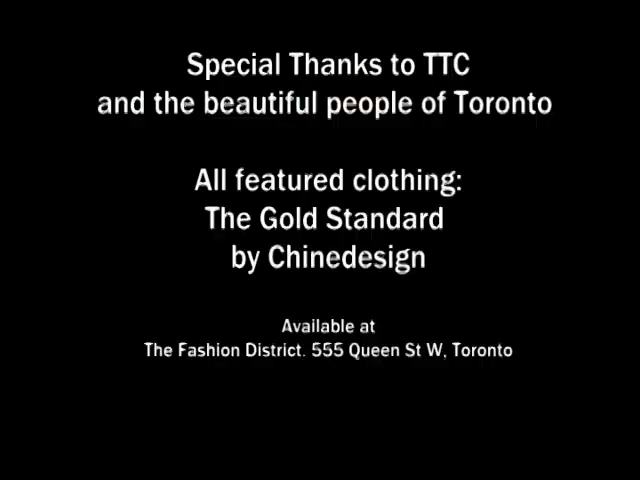 Special Thanks to TTC
and the beautiful people of Toronto
All featured clothing:
The Gold Standard
by Chinedesign
Available at
The Fashion District. 555 Queen St W, Toronto